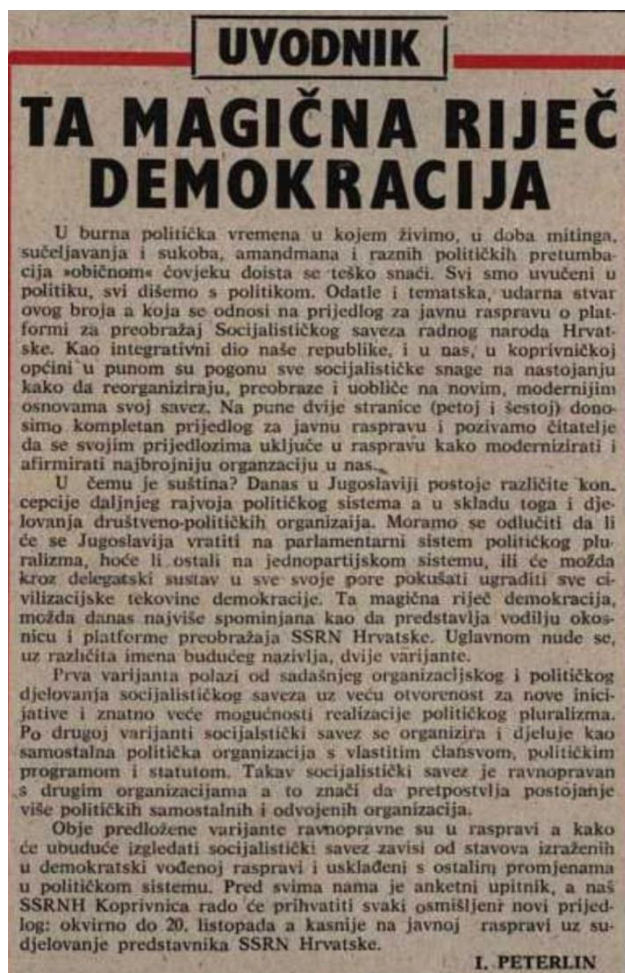 UVODNIK
TA MAGIČNA RIJEČ
DEMOKRACIJA
U burna politička vremena u kojem živimo, u doba mitinga,
sučeljavanja i sukoba, amandmana i raznih političkih pretumba-
cija »običnom« čovjeku doista se teško snaći. Svi smo uvučeni u
politiku, svi dišemo s politikom. Odatle i tematska, udarna stvar
ovog broja a koja se odnosi na prijedlog za javnu raspravu o plat-
formi za preobražaj Socijalističkog saveza radnog naroda Hrvat-
ske. Kao integrativni dio naše republike, i u nas, u koprivničkoj
općini u punom su pogonu sve socijalističke snage na nastojanju
kako da reorganiziraju, preobraze i uobliče na novim, modernijim
osnovama svoj savez. Na pune dvije stranice (petoj i šestoj) dono-
simo kompletan prijedlog za javnu raspravu i pozivamo čitatelje
da se svojim prijedlozima uključe u raspravu kako modernizirati i
afirmirati najbrojniju organzaciju u nas.
U čemu je suština? Danas u Jugoslaviji postoje različite kon.
cepcije daljnjeg rajvoja političkog sistema a u skladu toga i dje-
lovanja društveno-političkih organizaija. Moramo se odlučiti da li
će se Jugoslavija vratiti na parlamentarni sistem političkog plu-
ralizma, hoće li ostali na jednopartijskom sistemu, ili će možda
kroz delegatski sustav u sve svoje pore pokušati ugraditi sve ci-
vilizacijske tekovine demokracije. Ta magična riječ demokracija,
možda danas najviše spominjana kao da predstavlja vodilju okos-
nicu i platforme preobražaja SSRN Hrvatske. Uglavnom nude se,
uz različita imena budućeg nazivlja, dvije varijante.
Prva varijanta polazi od sadašnjeg organizacijskog i političkog
djelovanja socijalističkog saveza uz veću otvorenost za nove inici-
jative i znatno veće mogućnosti realizacije političkog pluralizma.
Po drugoj varijanti socijalstički savez se organizira i djeluje kao
samostalna politička organizacija s vlastitim članstvom, političkim
programom i statutom. Takav socijalistički savez je ravnopravan
s drugim organizacijama a to znači da pretpostvlja postojanje
više političkih samostalnih i odvojenih organizacija.
Obje predložene varijante ravnopravne su u raspravi a kako
će ubuduće izgledati socijalistički savez zavisi od stavova izraženih
u demokratski vođenoj raspravi i usklađeni s ostalim promjenama
u političkom sistemu. Pred svima nama je anketni upitnik, a naš
SSRNH Koprivnica rado će prihvatiti svaki osmišljeni novi prijed-
log: okvirno do 20. listopada a kasnije na javnoj raspravi uz su-
djelovanje predstavnika SSRN Hrvatske.
I. PETERLIN